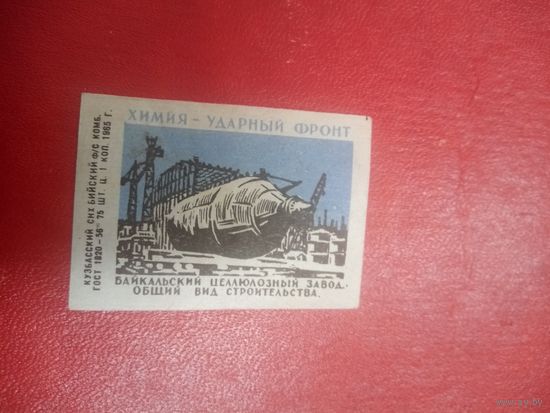 ХИМИЯ - УДАРНЫЙ ФРОНТ
КУЗБАССКИЙ СНХ БИЙСКИЙ Ф/С КОМБ.
ГОСТ 1820-56 75 ШТ. Ц. 1 КОП. 1965 Г.
БАЙКАЛЬСКИЙ ЦЕЛЛЮЛОЗНЫЙ ЗАВОД.
ОБЩИЙ ВИД СТРОИТЕЛЬСТВА.